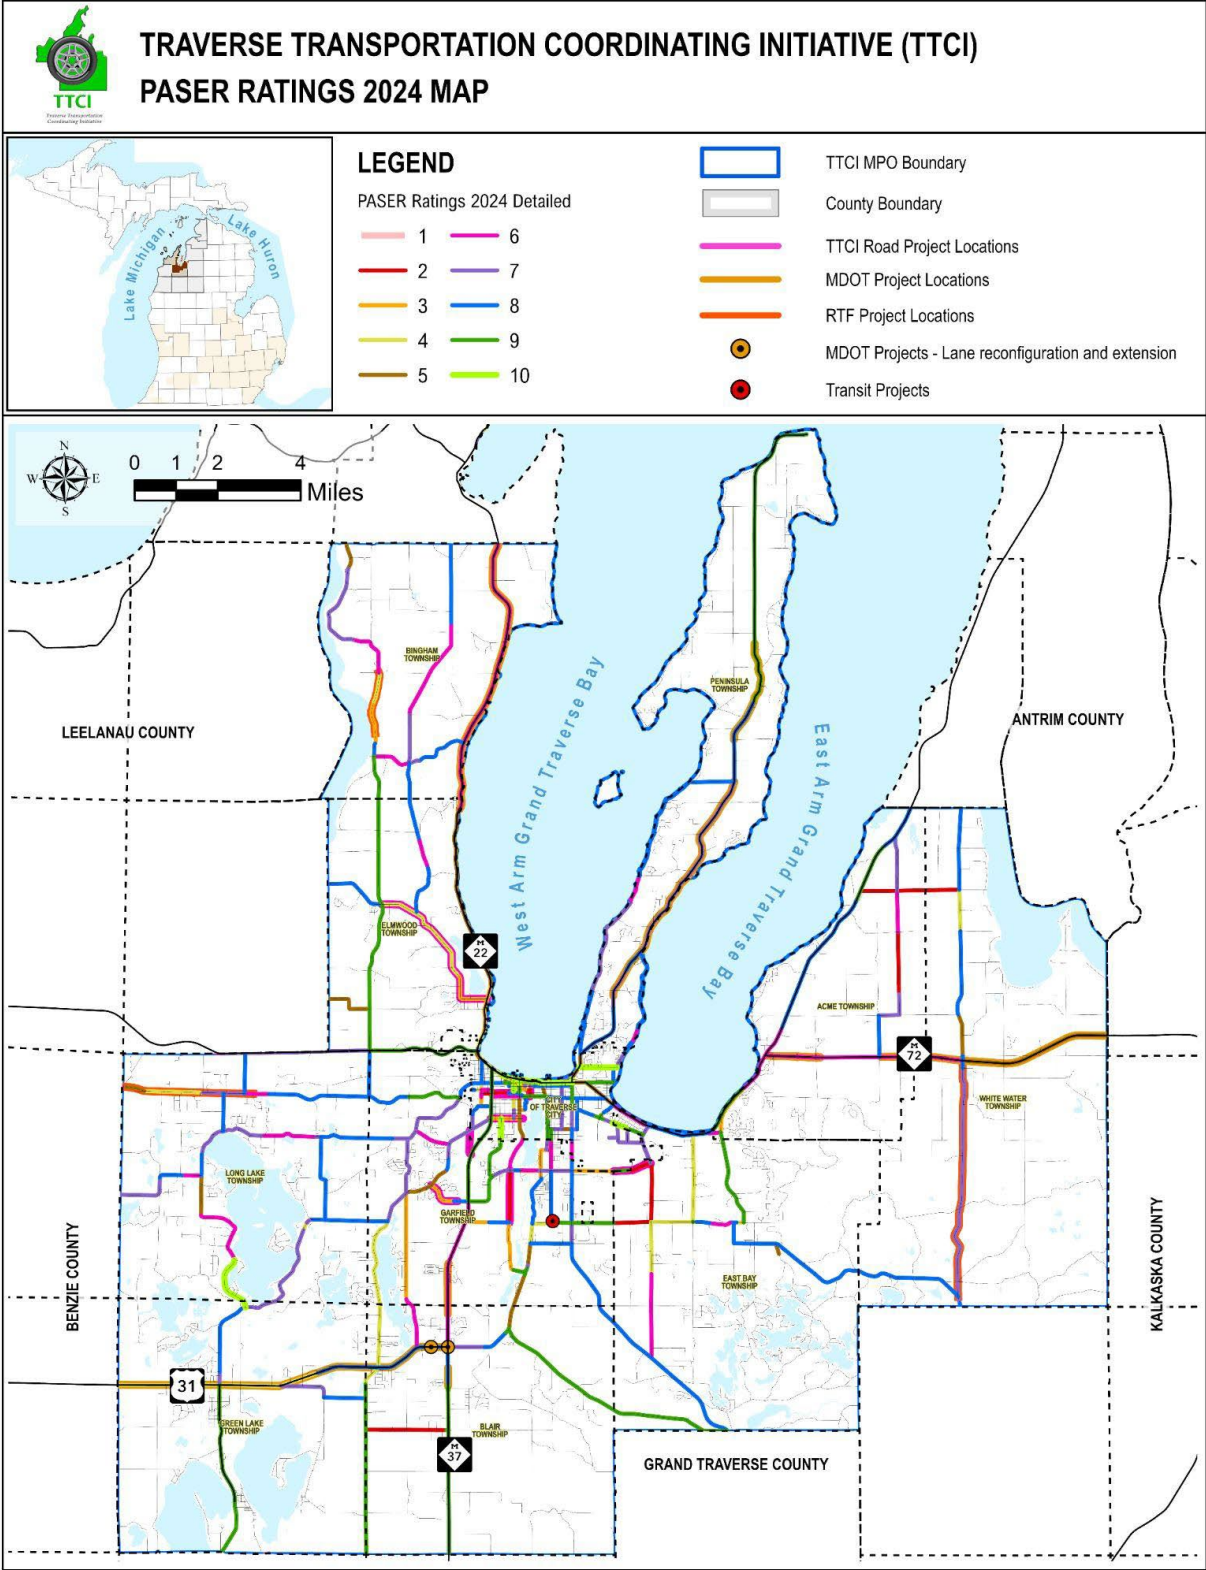 TRAVERSE TRANSPORTATION COORDINATING INITIATIVE (TTCI)
PASER RATINGS 2024 MAP
TTCI
Traverse Transportation
Coordinating Initiative
Lake Michigan
Lake Huron
LEGEND
PASER Ratings 2024 Detailed
1
2
3
4
5
6
7
8
9
10
TTCI MPO Boundary
County Boundary
TTCI Road Project Locations
MDOT Project Locations
RTF Project Locations
MDOT Projects - Lane reconfiguration and extension
Transit Projects
N
W
E
S
0 1 2 4
Miles
BINGHAM
TOWNSHIP
PENINSULA
TOWNSHIP
LEELANAU COUNTY
ANTRIM COUNTY
West Arm Grand Traverse Bay
East Arm Grand Traverse Bay
ELMWOOD
TOWNSHIP
M
22
ACME TOWNSHIP
M
72
WHITE WATER
TOWNSHIP
CITY
OF TRAVERSE
CITY
LONG LAKE
TOWNSHIP
GARFIELD
TOWNSHIP
EAST BAY
TOWNSHIP
BENZIE COUNTY
KALKASKA COUNTY
31
GREEN LAKE
TOWNSHIP
BLAIR
TOWNSHIP
M
37
GRAND TRAVERSE COUNTY